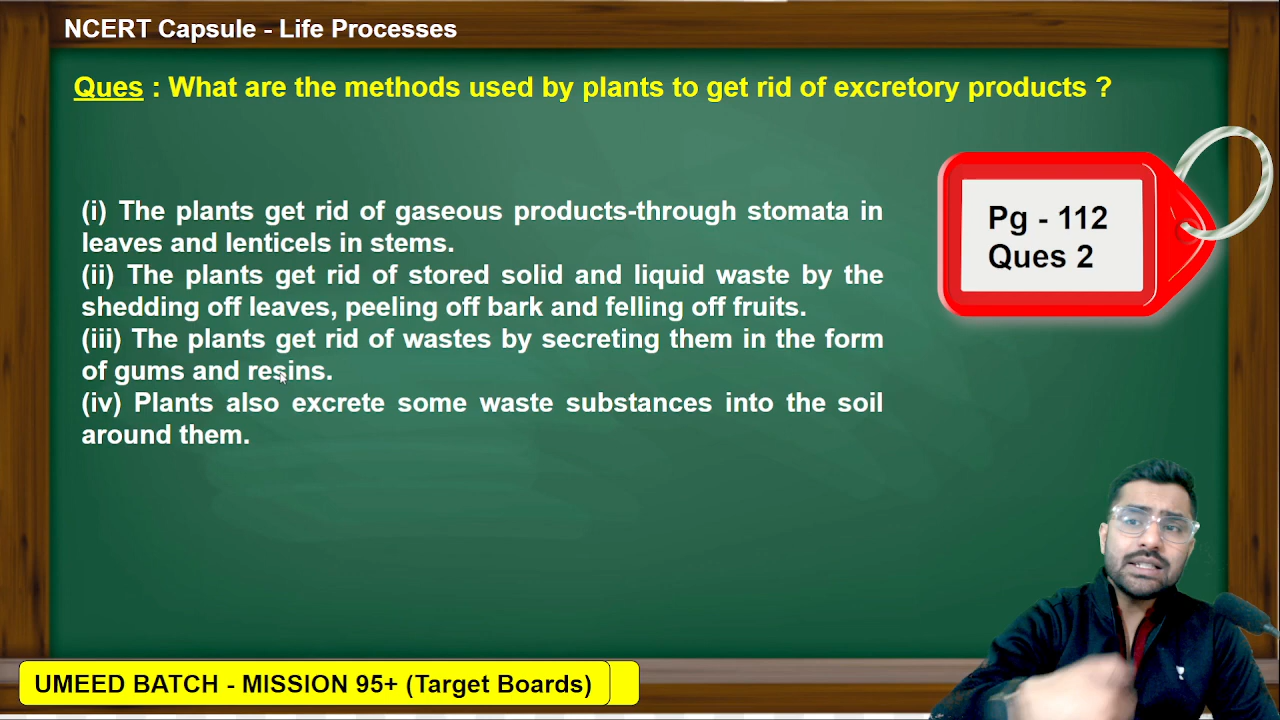 NCERT Capsule - Life Processes
Ques : What are the methods used by plants to get rid of excretory products ?
(i) The plants get rid of gaseous products-through stomata in
leaves and lenticels in stems.
(ii) The plants get rid of stored solid and liquid waste by the
shedding off leaves, peeling off bark and felling off fruits.
(iii) The plants get rid of wastes by secreting them in the form
of gums and resins.
(iv) Plants also excrete some waste substances into the soil
around them.
Pg - 112
Ques 2
UMEED BATCH - MISSION 95+ (Target Boards)